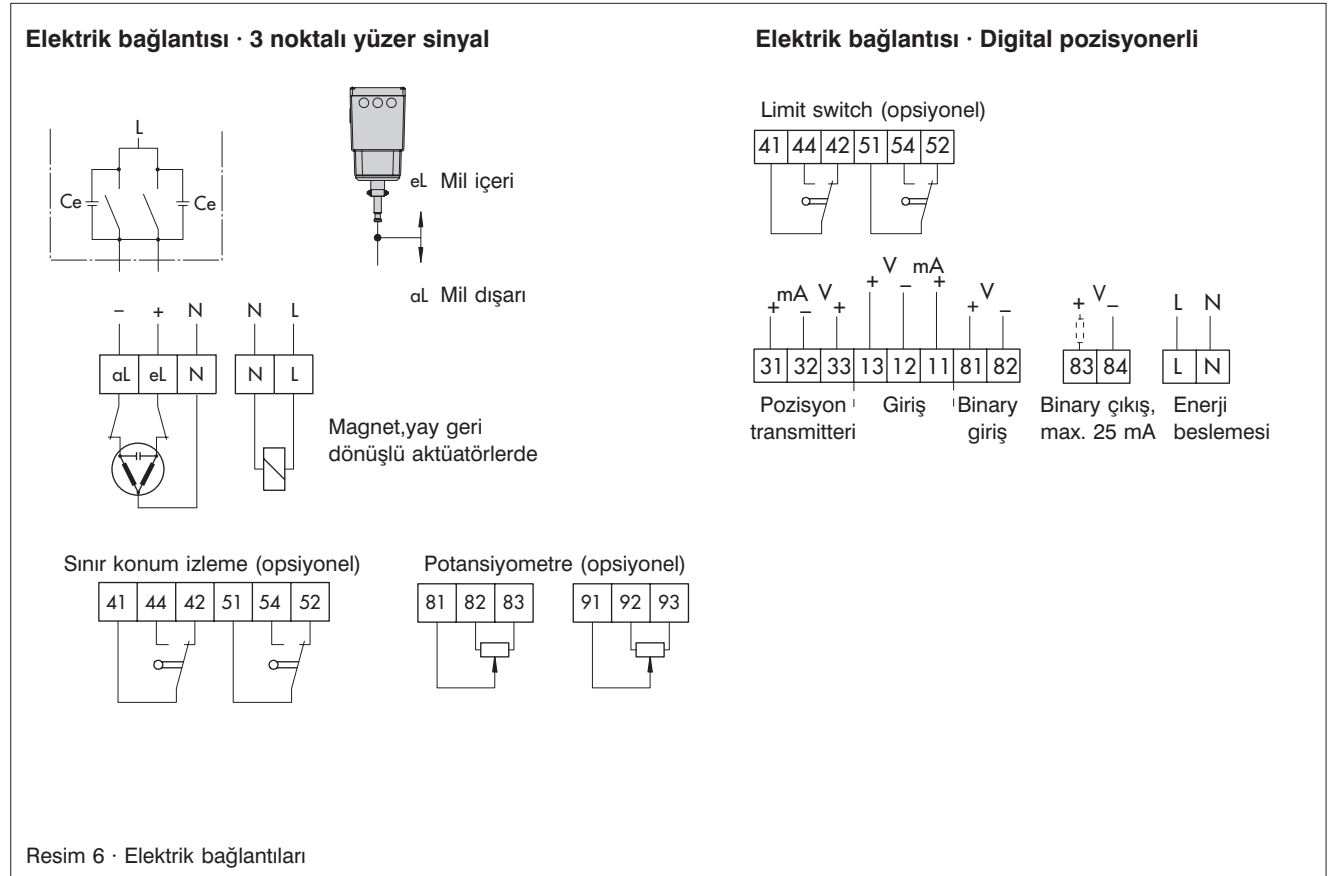 Elektrik bağlantısı · 3 noktalı yüzer sinyal
L
Ce
Ce
eL Mil içeri
aL Mil dışarı
– + N N L
aL eL N N L
Magnet,yay geri
dönüşlü aktüatörlerde
Sınır konum izleme (opsiyonel)
41 44 42 51 54 52
Potansiyometre (opsiyonel)
81 82 83 91 92 93
Elektrik bağlantısı · Digital pozisyonerli
Limit switch (opsiyonel)
41 44 42 51 54 52
+ mA – V + + V – mA + + V – + V – L N
31 32 33 13 12 11 81 82 83 84 L N
Pozisyon
transmitteri
Giriş
Binary
giriş
Binary çıkış,
max. 25 mA
Enerji
beslemesi
Resim 6 · Elektrik bağlantıları